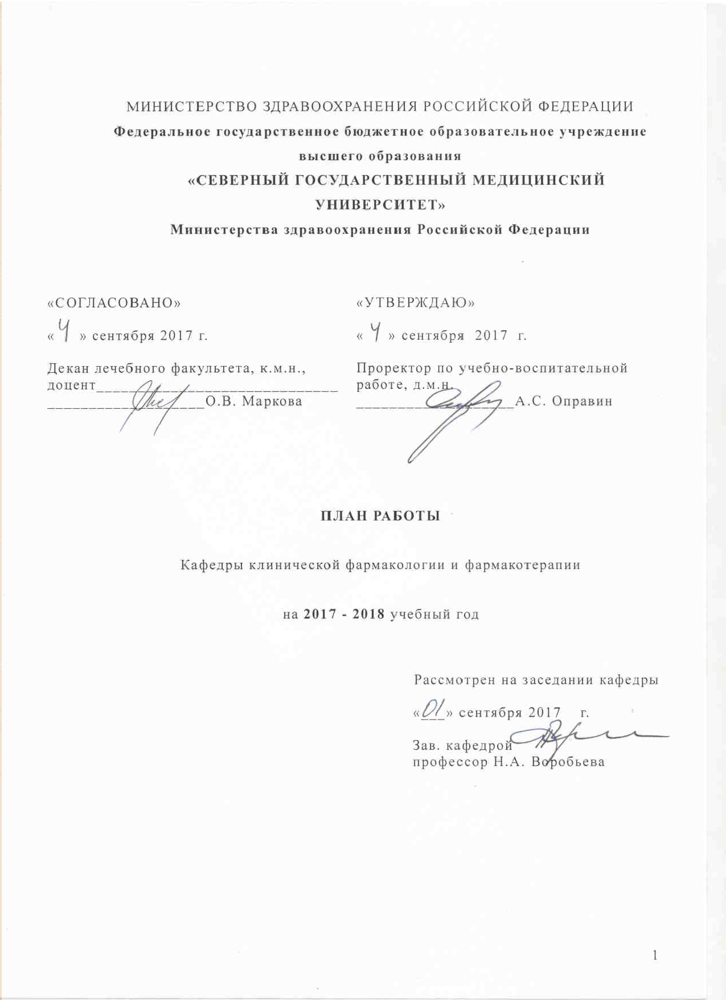 МИНИСТЕРСТВО ЗДРАВООХРАНЕНИЯ РОССИЙСКОЙ ФЕДЕРАЦИИ
Федеральное государственное бюджетное образовательное учреждение
высшего образования
«СЕВЕРНЫЙ ГОСУДАРСТВЕННЫЙ МЕДИЦИНСКИЙ
УНИВЕРСИТЕТ»
Министерства здравоохранения Российской Федерации
«СОГЛАСОВАНО»
« 4 » сентября 2017 г.
Декан лечебного факультета, к.м.н.,
доцент_____________________________
___________________О.В. Маркова
«УТВЕРЖДАЮ»
« 4 » сентября 2017 г.
Проректор по учебно-воспитательной
работе, д.м.н.
___________________А.С. Оправин
ПЛАН РАБОТЫ
Кафедры клинической фармакологии и фармакотерапии
на 2017 - 2018 учебный год
Рассмотрен на заседании кафедры
«01» сентября 2017 г.
Зав. кафедрой
профессор Н.А. Воробьева
1